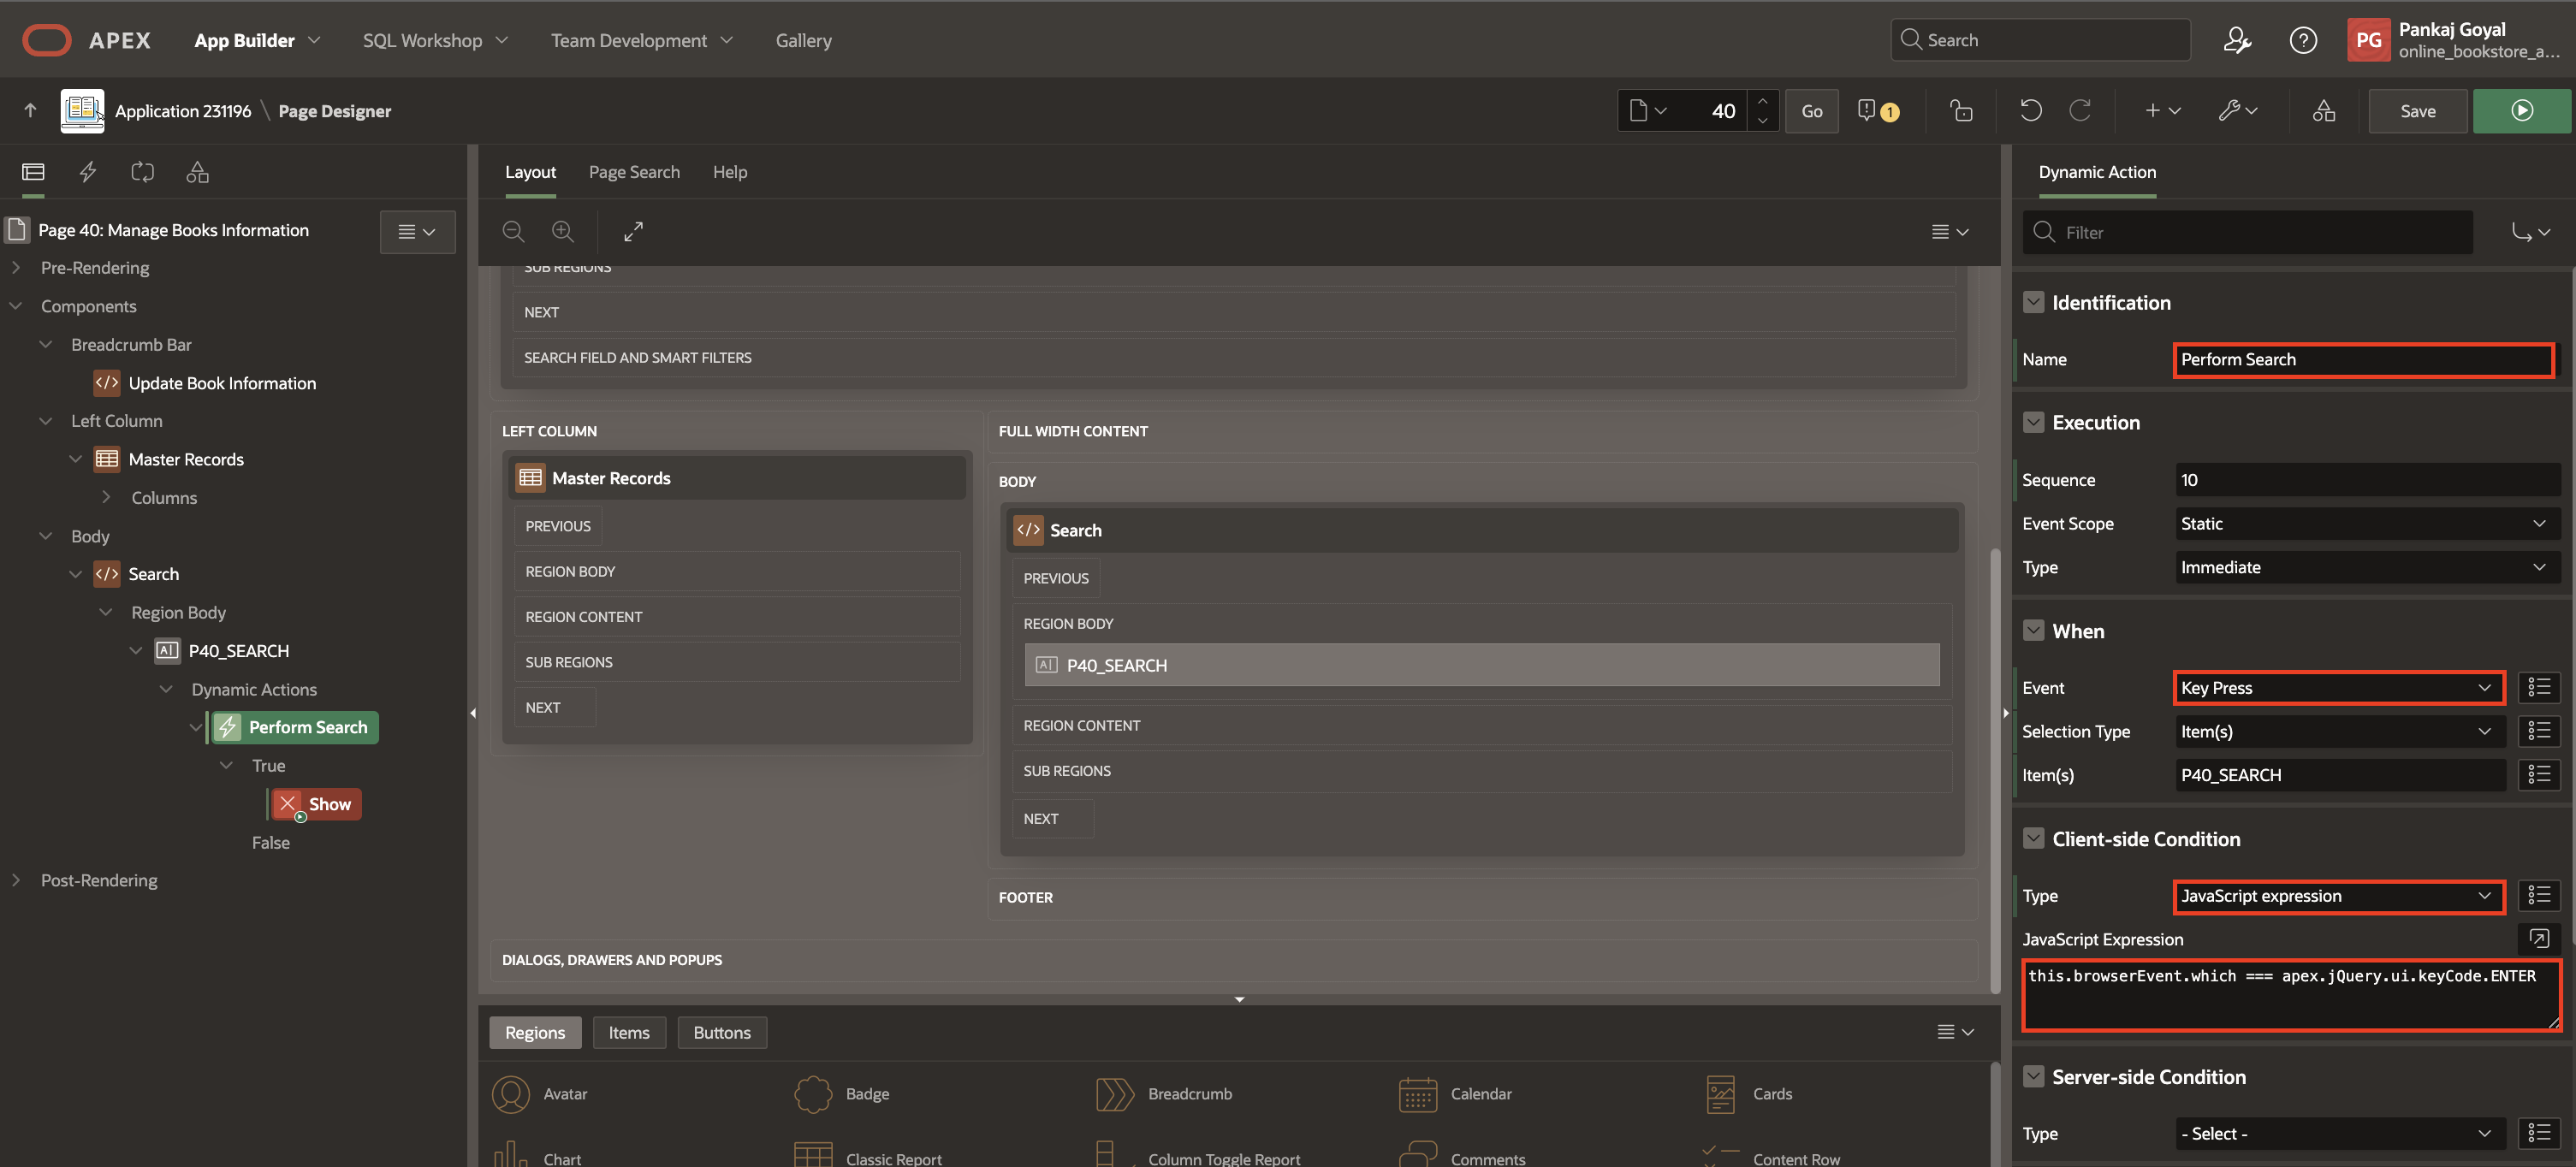 APEX
App Builder
SQL Workshop
Team Development
Gallery
Search
PG
Pankaj Goyal
online_bookstore_a...
Application 231196 \ Page Designer
40
Go
1
Save
Page 40: Manage Books Information
Pre-Rendering
Components
Breadcrumb Bar
</> Update Book Information
Left Column
Master Records
Columns
Body
</> Search
Region Body
A| P40_SEARCH
Dynamic Actions
Perform Search
True
Show
False
Post-Rendering
Layout
Page Search
Help
SUB REGIONS
NEXT
SEARCH FIELD AND SMART FILTERS
LEFT COLUMN
Master Records
PREVIOUS
REGION BODY
REGION CONTENT
SUB REGIONS
NEXT
FULL WIDTH CONTENT
BODY
</> Search
PREVIOUS
REGION BODY
A| P40_SEARCH
REGION CONTENT
SUB REGIONS
NEXT
FOOTER
DIALOGS, DRAWERS AND POPUPS
Regions
Items
Buttons
Avatar
Badge
Breadcrumb
Calendar
Cards
Chart
Classic Report
Column Toggle Report
Comments
Content Row
Dynamic Action
Filter
Identification
Name Perform Search
Execution
Sequence 10
Event Scope Static
Type Immediate
When
Event Key Press
Selection Type Item(s)
Item(s) P40_SEARCH
Client-side Condition
Type JavaScript expression
JavaScript Expression
this.browserEvent.which === apex.jQuery.ui.keyCode.ENTER
Server-side Condition
Type - Select -